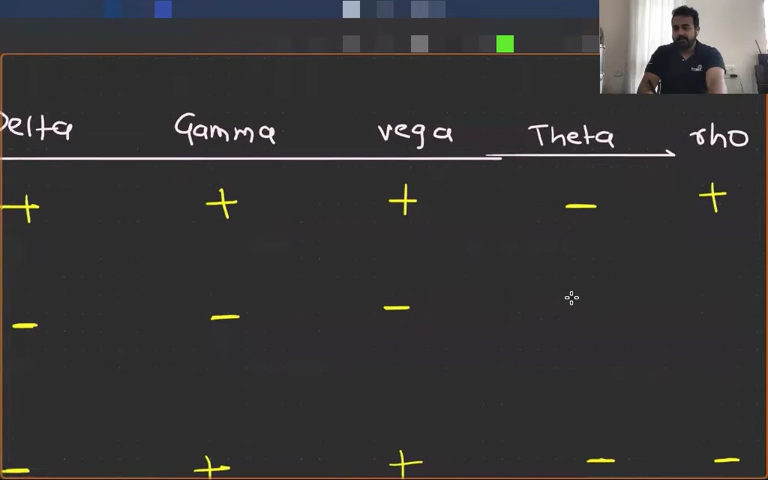 Delta Gamma vega Theta rho
+ + + - +
- - -
- + + - -